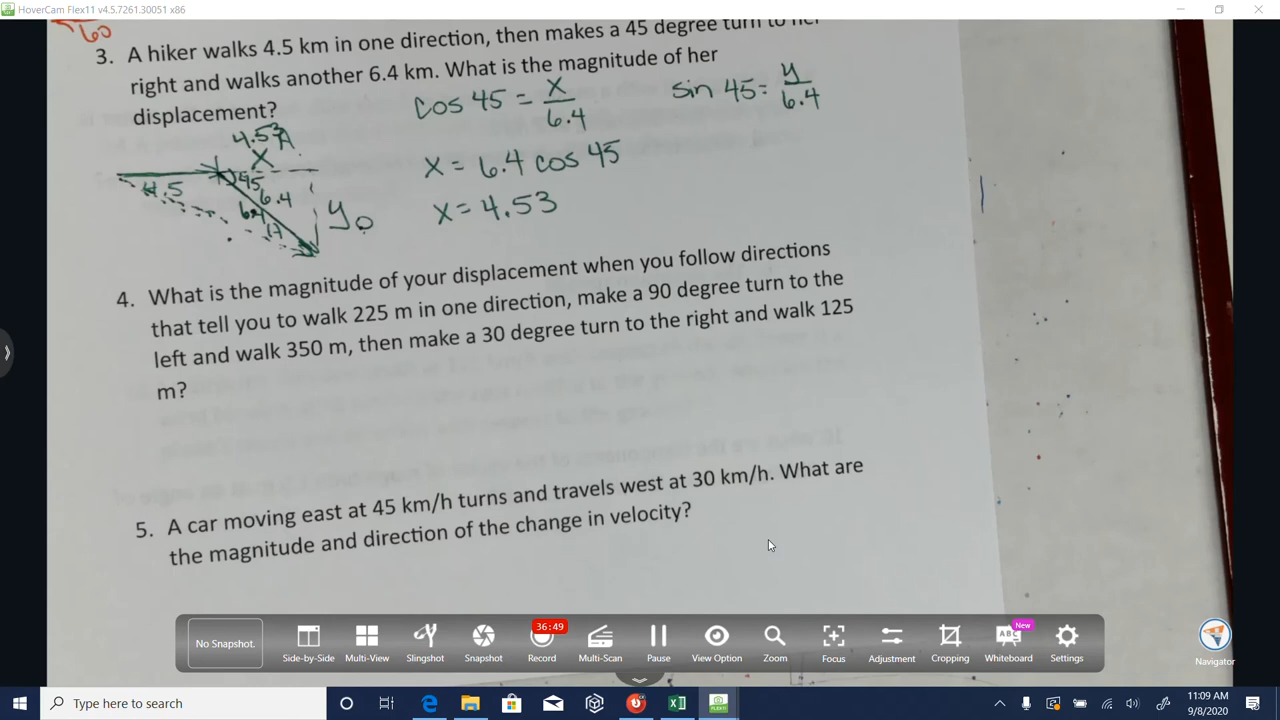 HoverCam Flex11 v4.5.7261.30051 x86
60
3. A hiker walks 4.5 km in one direction, then makes a 45 degree turn to her
right and walks another 6.4 km. What is the magnitude of her
displacement?
cos 45 = x / 6.4
sin 45 = y / 6.4
4.53
x
4.5
45
6.4
6.4
y
x = 6.4 cos 45
x = 4.53
4. What is the magnitude of your displacement when you follow directions
that tell you to walk 225 m in one direction, make a 90 degree turn to the
left and walk 350 m, then make a 30 degree turn to the right and walk 125
m?
5. A car moving east at 45 km/h turns and travels west at 30 km/h. What are
the magnitude and direction of the change in velocity?
No Snapshot.
36:49
New
ABC
Side-by-Side Multi-View Slingshot Snapshot Record Multi-Scan Pause View Option Zoom Focus Adjustment Cropping Whiteboard Settings
Navigator
Type here to search
FLEX11
11:09 AM
9/8/2020